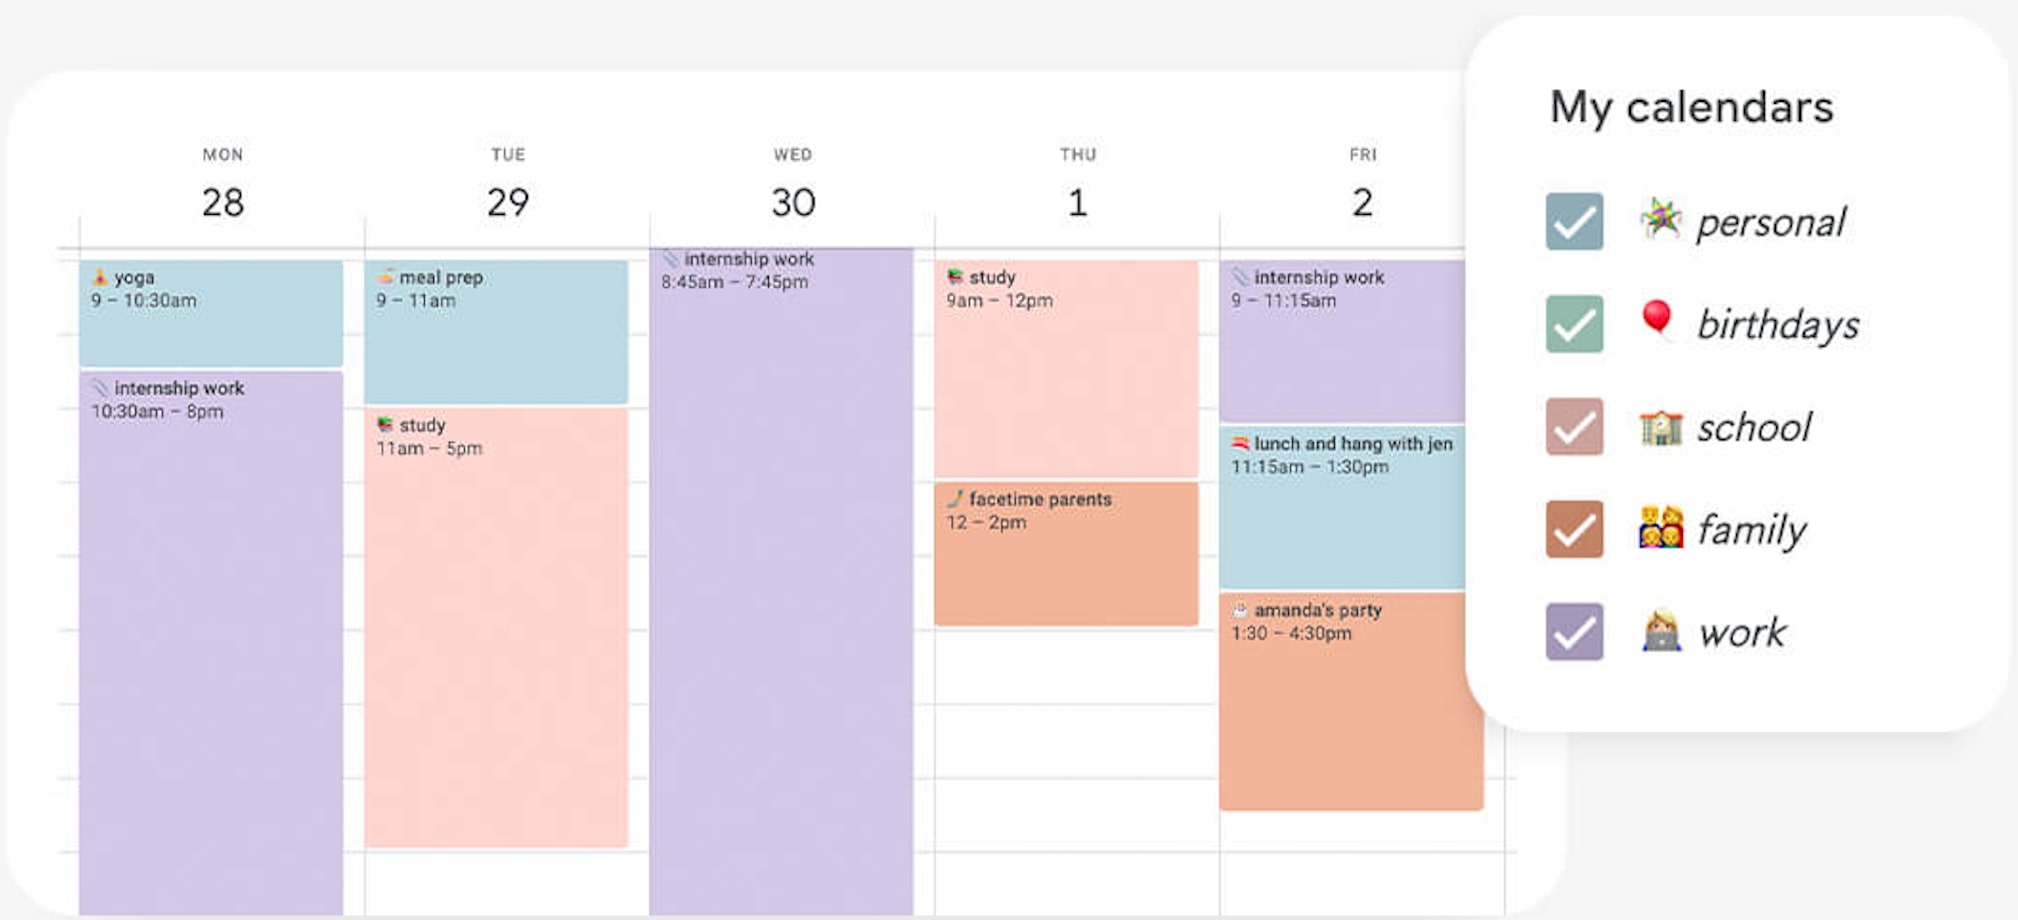 MON
28
TUE
29
WED
30
THU
1
FRI
2
yoga
9 – 10:30am
internship work
10:30am – 8pm
meal prep
9 – 11am
study
11am – 5pm
internship work
8:45am – 7:45pm
study
9am – 12pm
facetime parents
12 – 2pm
internship work
9 – 11:15am
lunch and hang with jen
11:15am – 1:30pm
amanda's party
1:30 – 4:30pm
My calendars
personal
birthdays
school
family
work